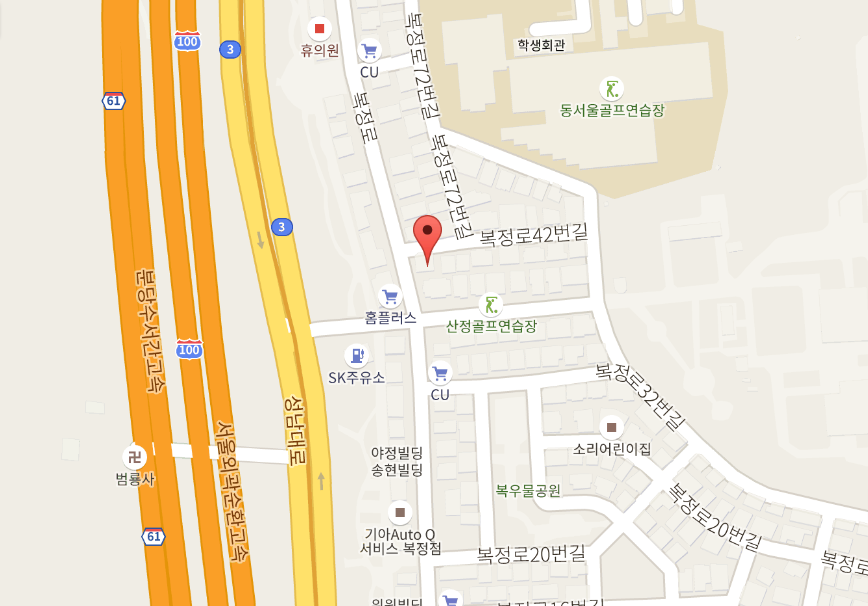 학생회관
휴의원
CU
동서울골프연습장
복정로
복정로72번길
복정로72번길
복정로42번길
100
3
61
3
분당수서간고속
홈플러스
산정골프연습장
100
SK주유소
CU
복정로32번길
성남대로
서울외곽순환고속
소리어린이집
야정빌딩
송현빌딩
범룡사
복우물공원
61
기아Auto Q
서비스 복정점
복정로20번길
복정로20번길